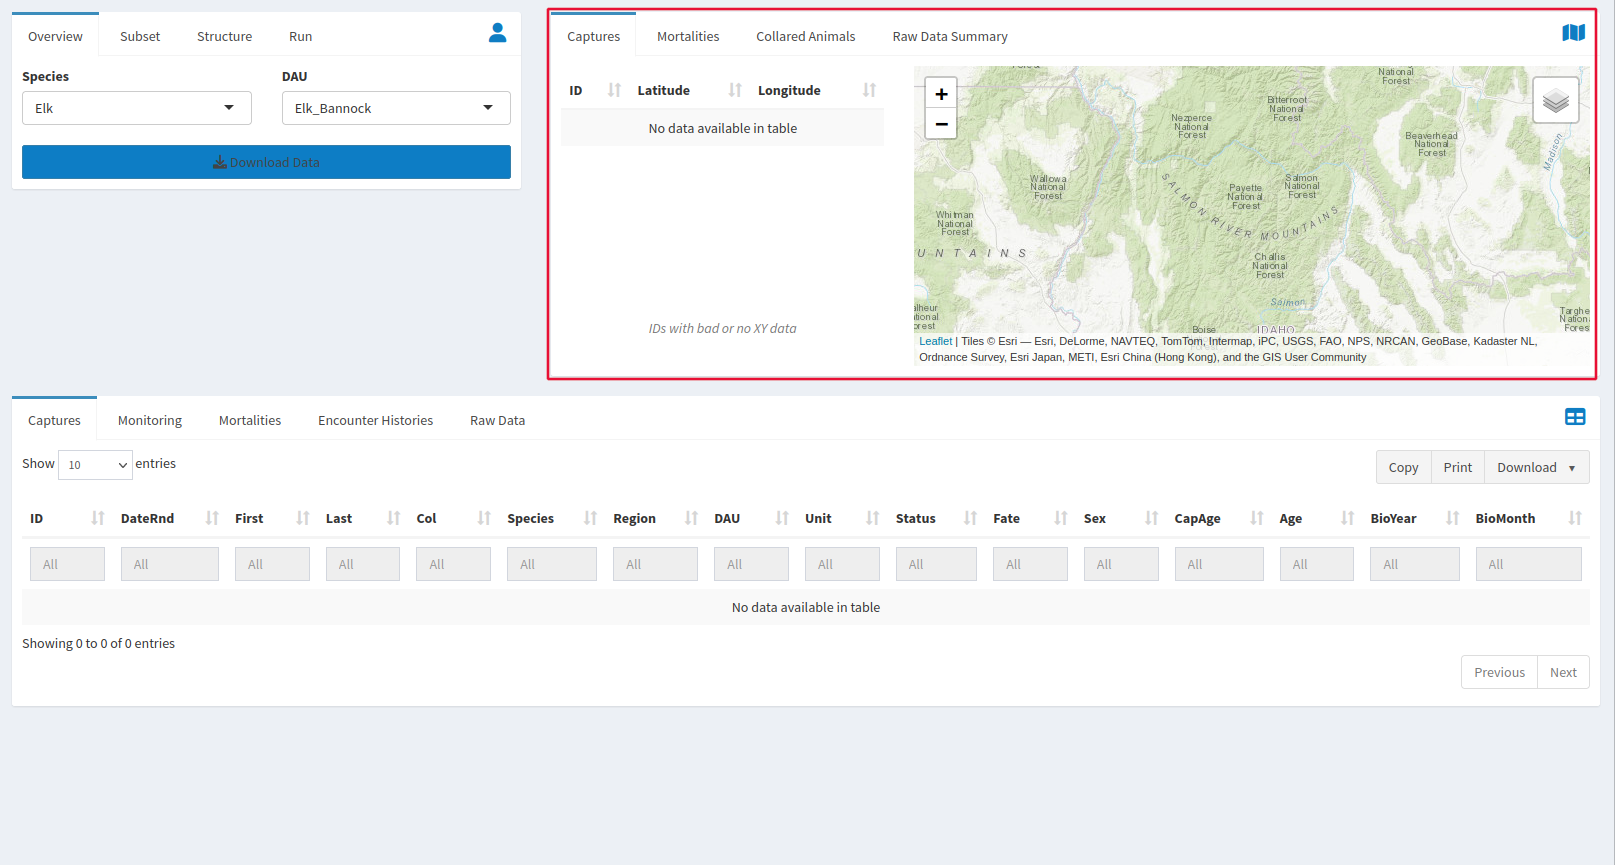 Overview Subset Structure Run
Species DAU
Elk Elk_Bannock
Download Data
Captures Mortalities Collared Animals Raw Data Summary
ID Latitude Longitude
No data available in table
IDs with bad or no XY data
+
−
National
Forest
Bitterroot
National
Forest
Nezperce
National
Forest
Beaverhead
National
Forest
Madison
Wallowa
National
Forest
Payette
National
Forest
Salmon
National
Forest
SALMON RIVER MOUNTAINS
Whitman
National
Forest
UNTAINS
Challis
National
Forest
Salmon
alheur
ational
orest
Boise
IDAHO
Targhe
Nation
Fores
Leaflet | Tiles © Esri — Esri, DeLorme, NAVTEQ, TomTom, Intermap, iPC, USGS, FAO, NPS, NRCAN, GeoBase, Kadaster NL,
Ordnance Survey, Esri Japan, METI, Esri China (Hong Kong), and the GIS User Community
Captures Monitoring Mortalities Encounter Histories Raw Data
Show 10 entries
Copy Print Download
ID DateRnd First Last Col Species Region DAU Unit Status Fate Sex CapAge Age BioYear BioMonth
All All All All All All All All All All All All All All All All
No data available in table
Showing 0 to 0 of 0 entries
Previous Next